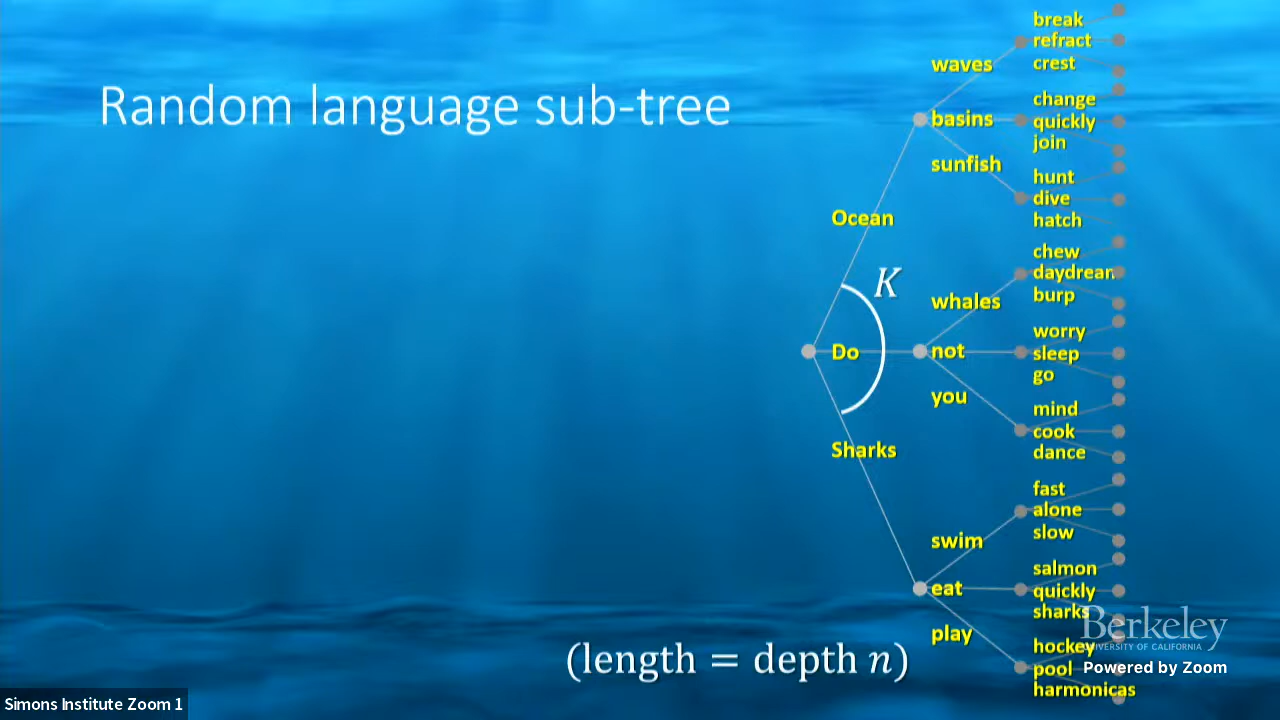 Random language sub-tree
break
refract
crest
waves
change
quickly
join
basins
sunfish
hunt
dive
hatch
Ocean
K
chew
daydream
burp
whales
worry
sleep
go
Do
not
you
mind
cook
dance
Sharks
fast
alone
slow
swim
salmon
quickly
sharks
eat
play
hockey
pool
harmonicas
(length = depth n)
Berkeley
UNIVERSITY OF CALIFORNIA
Powered by Zoom
Simons Institute Zoom 1